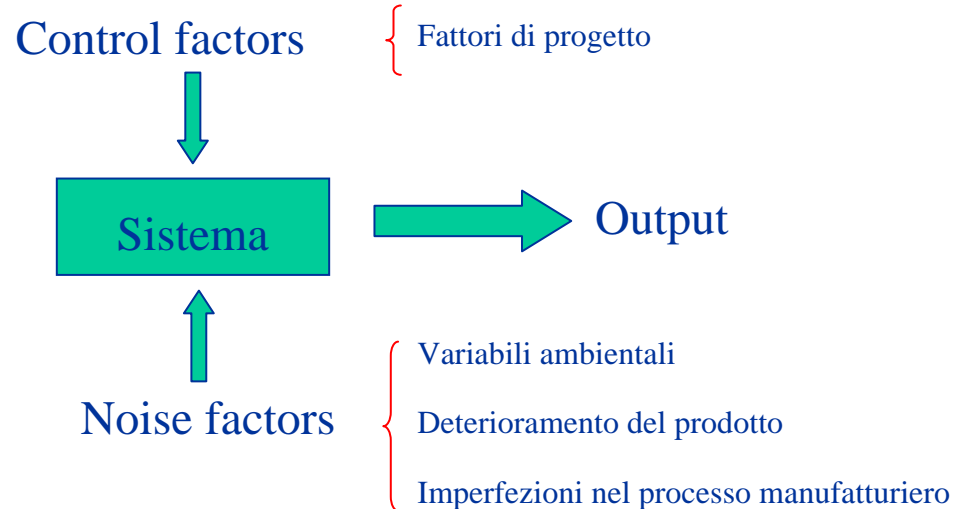 Control factors
Fattori di progetto
Sistema
Output
Variabili ambientali
Noise factors
Deterioramento del prodotto
Imperfezioni nel processo manufatturiero